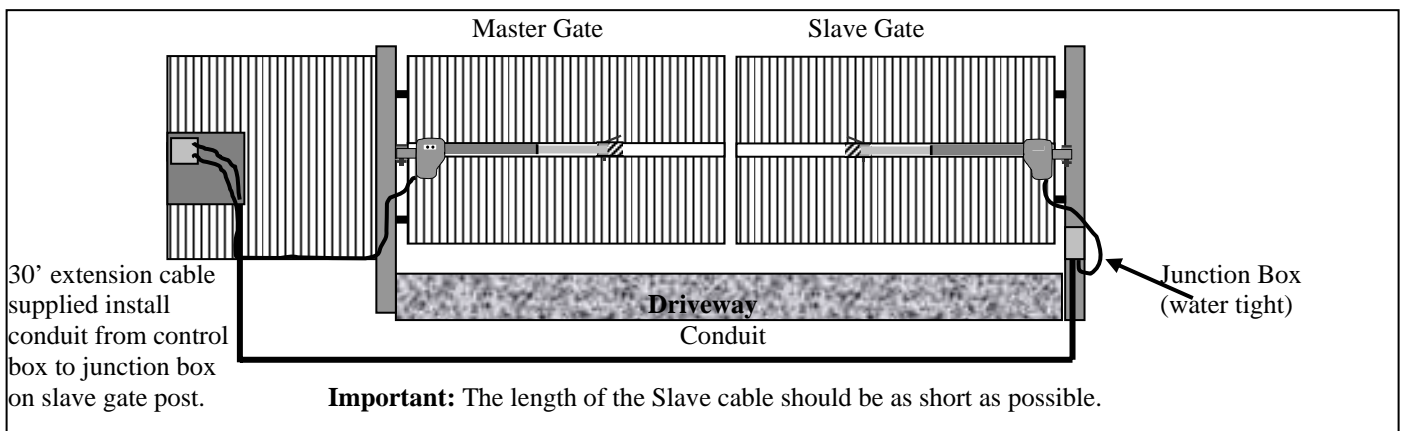 Master Gate
Slave Gate
30’ extension cable
supplied install
conduit from control
box to junction box
on slave gate post.
Driveway
Conduit
Junction Box
(water tight)
Important: The length of the Slave cable should be as short as possible.